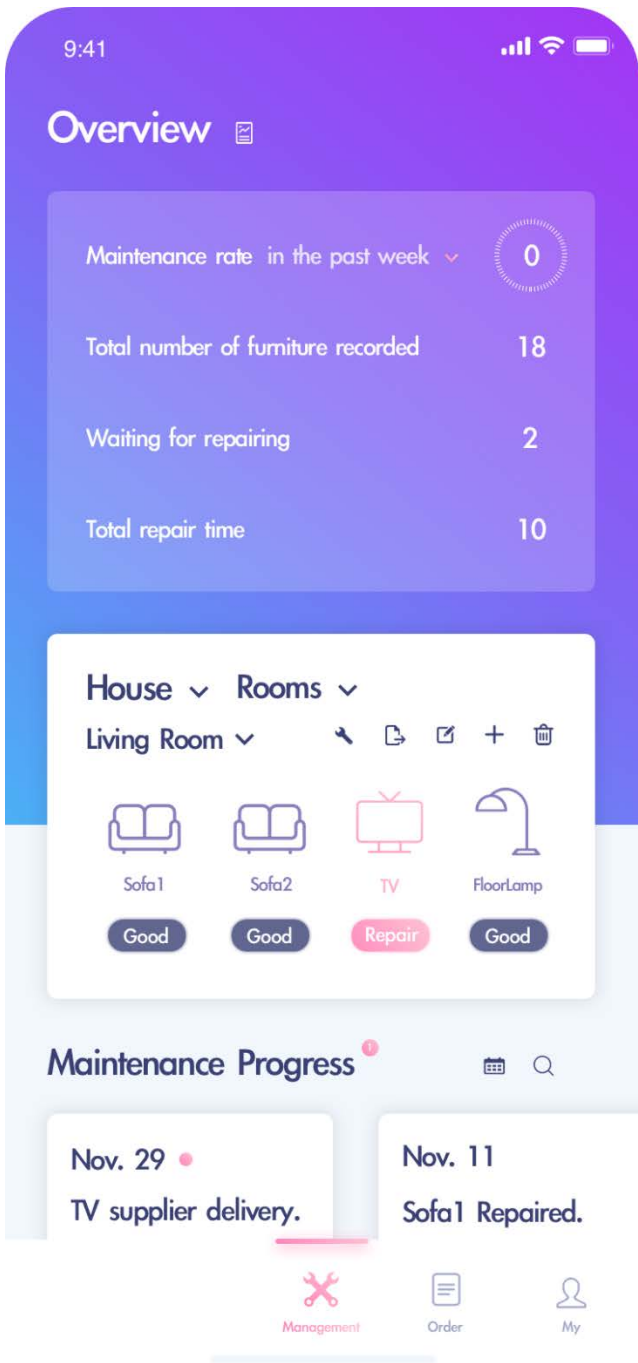 9:41
Overview
Maintenance rate in the past week 0
Total number of furniture recorded 18
Waiting for repairing 2
Total repair time 10
House Rooms
Living Room
Sofa1 Sofa2 TV FloorLamp
Good Good Repair Good
Maintenance Progress 1
Nov. 29 Nov. 11
TV supplier delivery. Sofa1 Repaired.
Management Order My